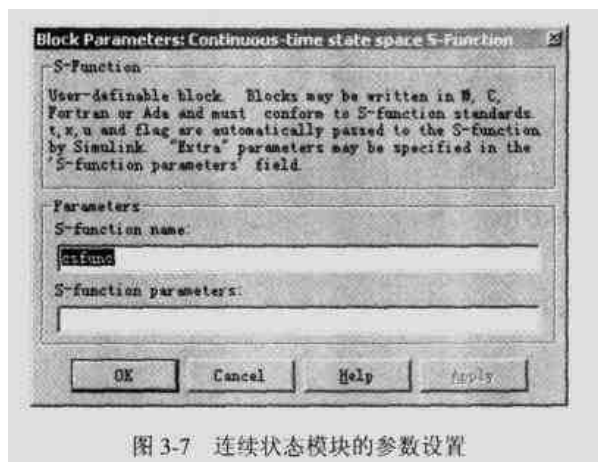 Block Parameters: Continuous-time state space S-Function
S-Function
User-definable block. Blocks may be written in M, C,
Fortran or Ada and must conform to S-function standards.
t,x,u and flag are automatically passed to the S-function
by Simulink. "Extra" parameters may be specified in the
'S-function parameters' field.
Parameters
S-function name:
csfunc
S-function parameters:
OK Cancel Help Apply
图 3-7 连续状态模块的参数设置